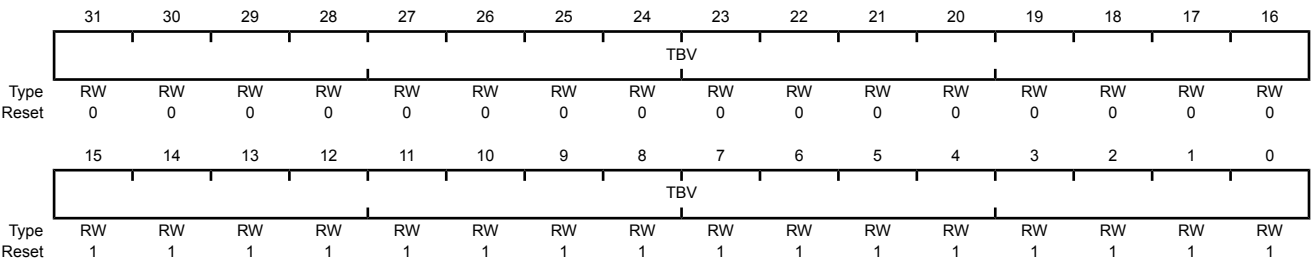 31 30 29 28 27 26 25 24 23 22 21 20 19 18 17 16
TBV
Type RW RW RW RW RW RW RW RW RW RW RW RW RW RW RW RW
Reset 0 0 0 0 0 0 0 0 0 0 0 0 0 0 0 0
15 14 13 12 11 10 9 8 7 6 5 4 3 2 1 0
TBV
Type RW RW RW RW RW RW RW RW RW RW RW RW RW RW RW RW
Reset 1 1 1 1 1 1 1 1 1 1 1 1 1 1 1 1